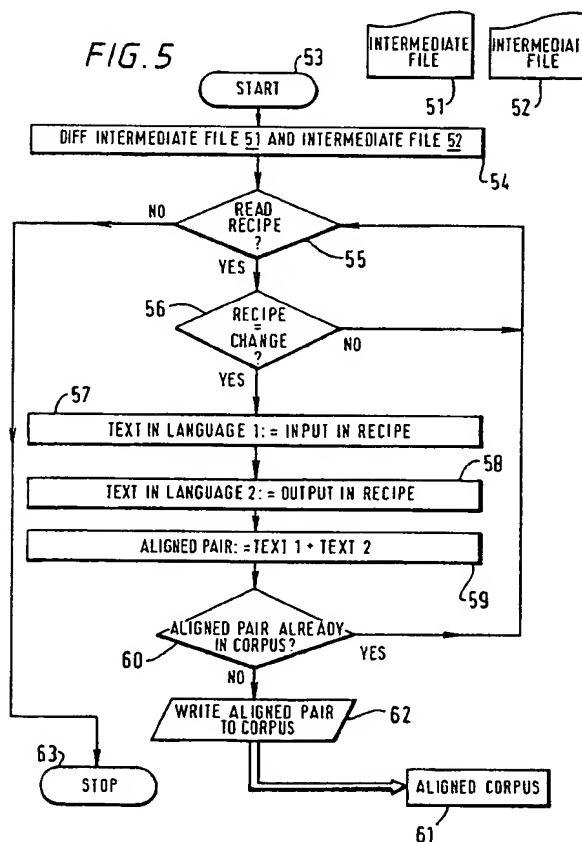 FIG. 5
53
START
INTERMEDIATE
FILE
51
INTERMEDIAT
FILE
52
DIFF INTERMEDIATE FILE 51 AND INTERMEDIATE FILE 52
54
NO
READ
RECIPE
?
55
YES
56
RECIPE
=
CHANGE
?
NO
YES
57
TEXT IN LANGUAGE 1: = INPUT IN RECIPE
58
TEXT IN LANGUAGE 2: = OUTPUT IN RECIPE
ALIGNED PAIR: = TEXT 1 + TEXT 2
59
ALIGNED PAIR ALREADY
IN CORPUS?
60
YES
NO
WRITE ALIGNED PAIR
TO CORPUS
62
63
STOP
ALIGNED CORPUS
61